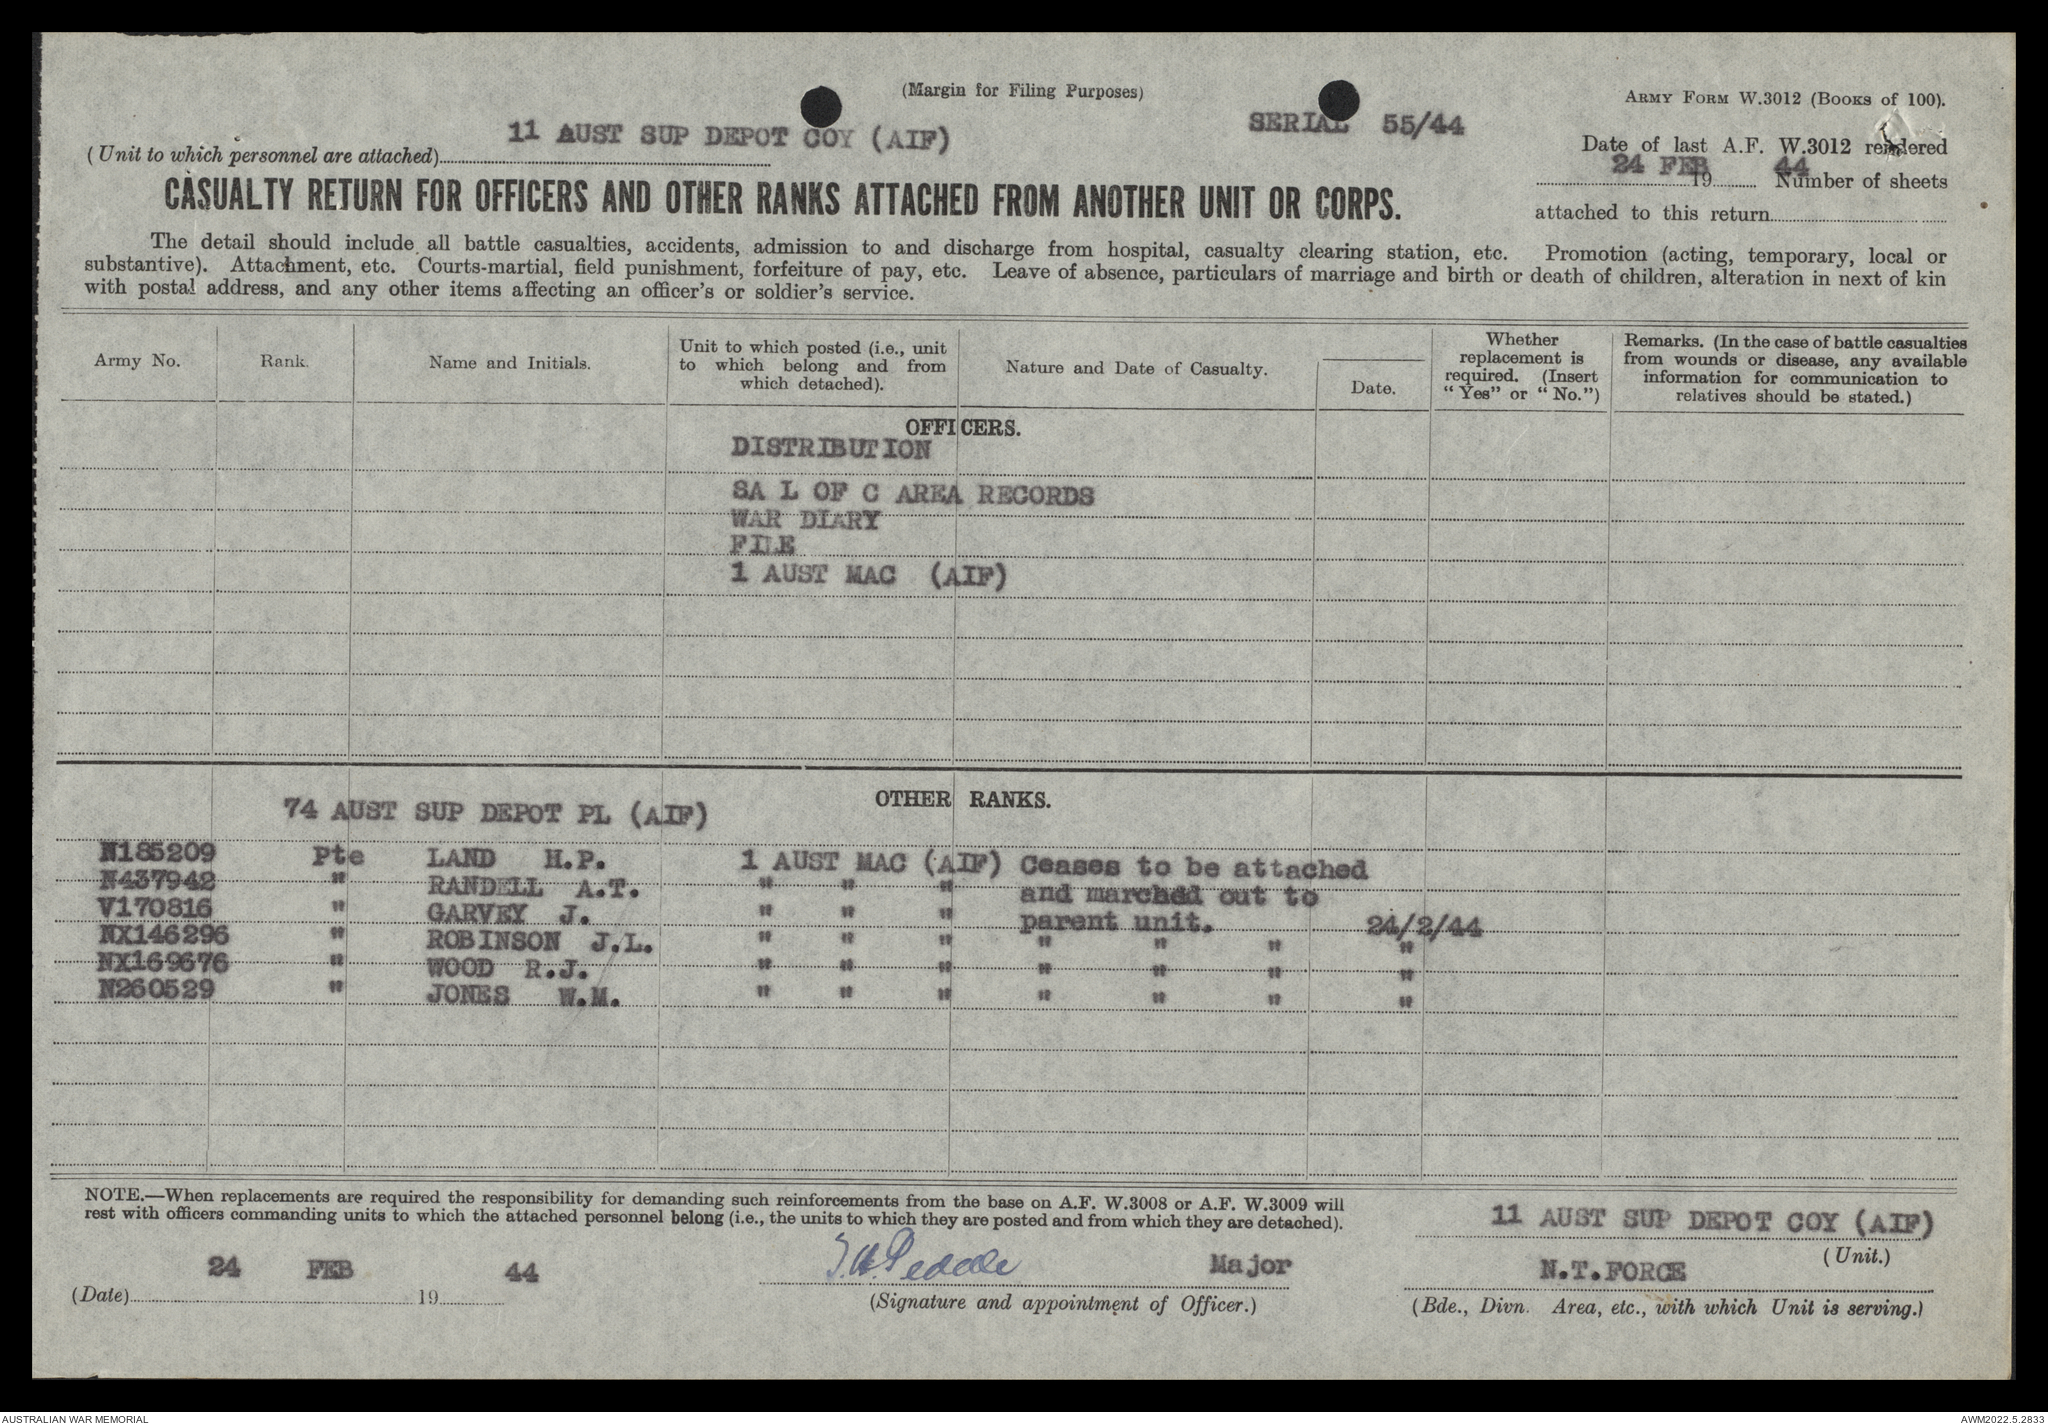 (Margin for Filing Purposes)
ARMY FORM W.3012 (BOOKS OF 100).
11 AUST SUP DEPOT COY (AIF)
SERIAL 55/44
(Unit to which personnel are attached)
Date of last A.F. W.3012 rendered
24 FEB 1944 Number of sheets
attached to this return
CASUALTY RETURN FOR OFFICERS AND OTHER RANKS ATTACHED FROM ANOTHER UNIT OR CORPS.
The detail should include all battle casualties, accidents, admission to and discharge from hospital, casualty clearing station, etc. Promotion (acting, temporary, local or
substantive). Attachment, etc. Courts-martial, field punishment, forfeiture of pay, etc. Leave of absence, particulars of marriage and birth or death of children, alteration in next of kin
with postal address, and any other items affecting an officer's or soldier's service.
Army No.
Rank.
Name and Initials.
Unit to which posted (i.e., unit
to which belong and from
which detached).
Nature and Date of Casualty.
Date.
Whether
replacement is
required. (Insert
"Yes" or "No.")
Remarks. (In the case of battle casualties
from wounds or disease, any available
information for communication to
relatives should be stated.)
OFFICERS.
DISTRIBUTION
SA L OF C AREA RECORDS
WAR DIARY
FILE
1 AUST MAC (AIF)
OTHER RANKS.
74 AUST SUP DEPOT PL (AIF)
N185209 Pte LAND H.P. 1 AUST MAC (AIF) Ceases to be attached
N437942 " RANDELL A.T. " " " and marched out to
V170816 " GARVEY J. " " " parent unit. 24/2/44
NX146296 " ROBINSON J.L. " " " " " " "
NX169676 " WOOD R.J. " " " " " " "
N260529 " JONES W.M. " " " " " " "
NOTE.—When replacements are required the responsibility for demanding such reinforcements from the base on A.F. W.3008 or A.F. W.3009 will
rest with officers commanding units to which the attached personnel belong (i.e., the units to which they are posted and from which they are detached).
11 AUST SUP DEPOT COY (AIF)
(Unit.)
24 FEB 44
(Date) 19
Peddle Major
(Signature and appointment of Officer.)
N.T.FORCE
(Bde., Divn. Area, etc., with which Unit is serving.)
AUSTRALIAN WAR MEMORIAL
AWM2022.5.2833